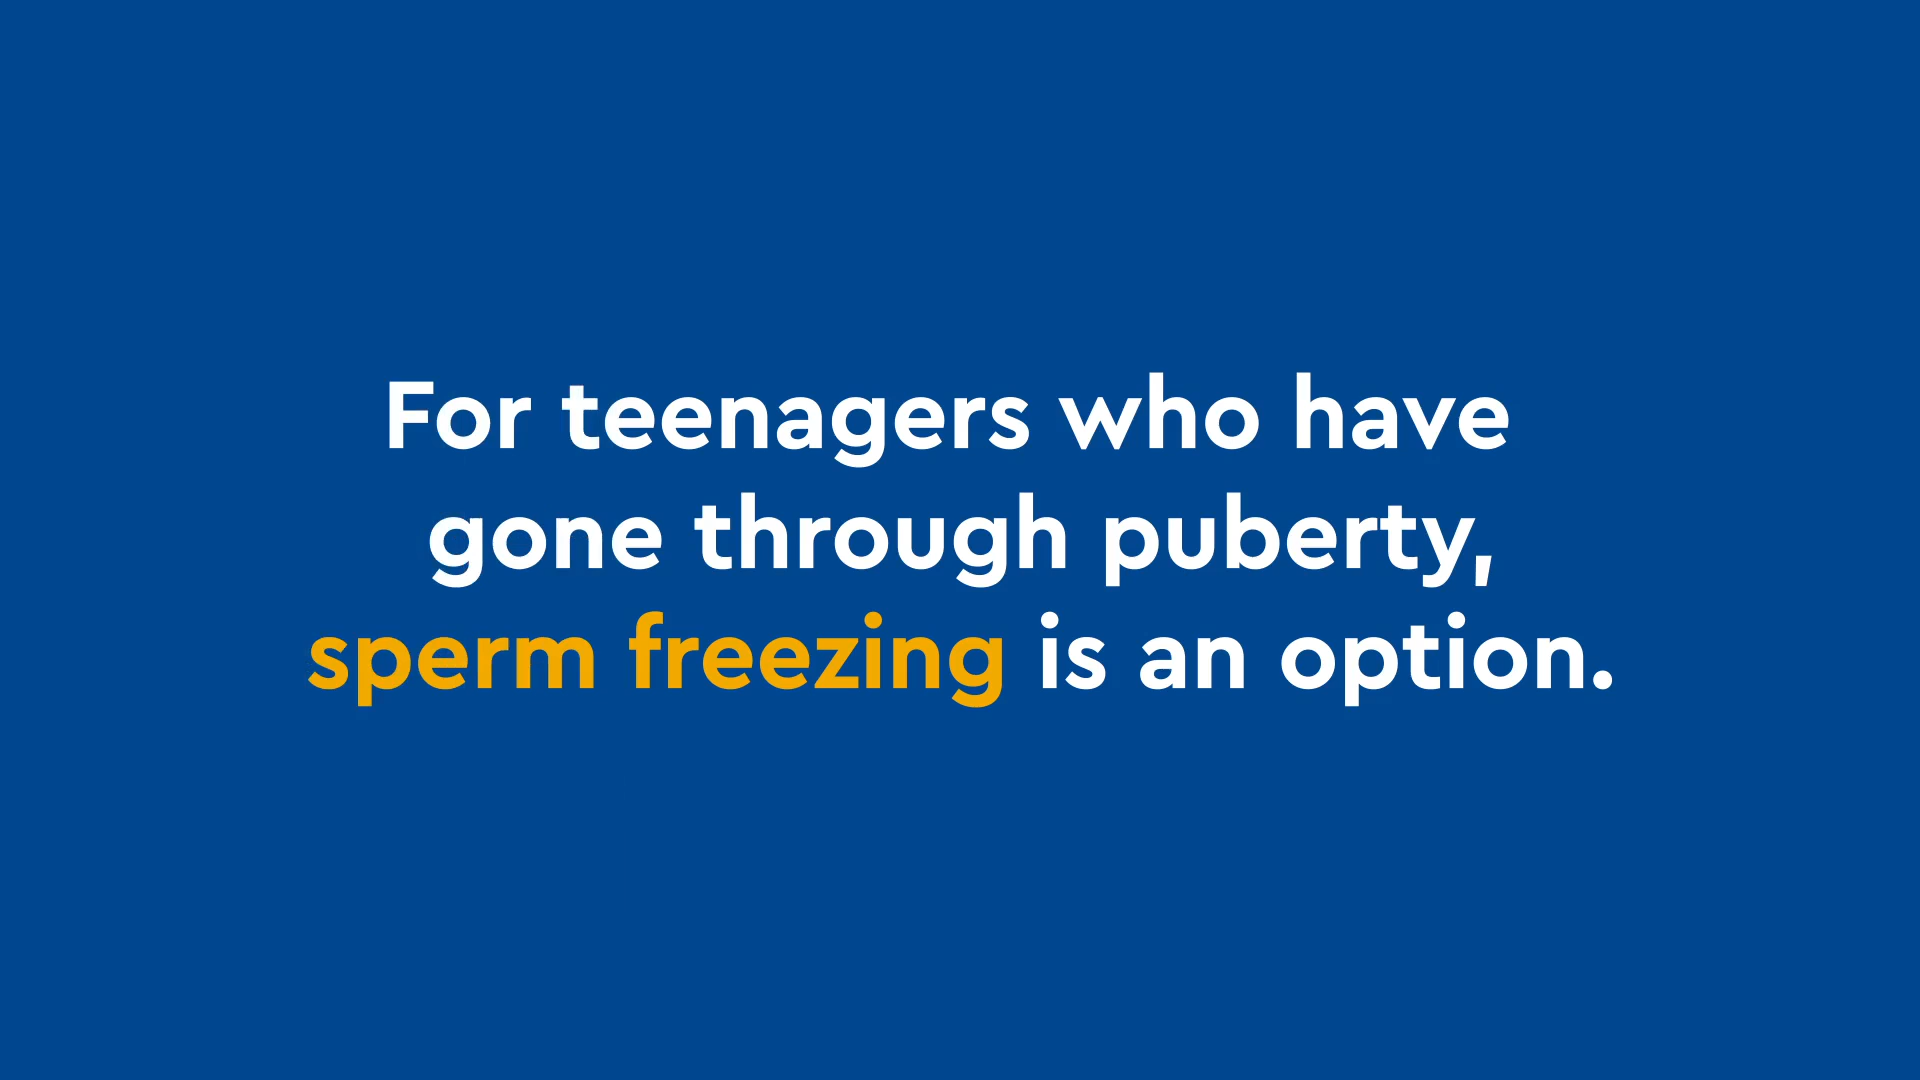 For teenagers who have
gone through puberty,
sperm freezing is an option.